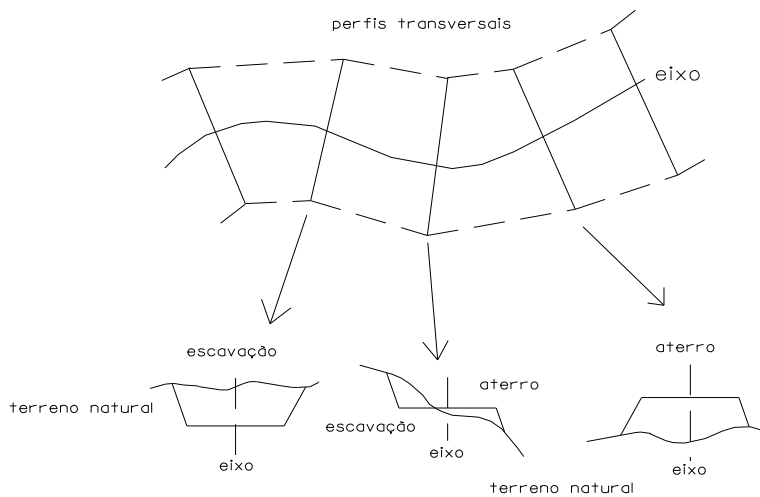 perfis transversais
eixo
escavação
terreno natural
eixo
aterro
escavação
eixo
terreno natural
aterro
eixo